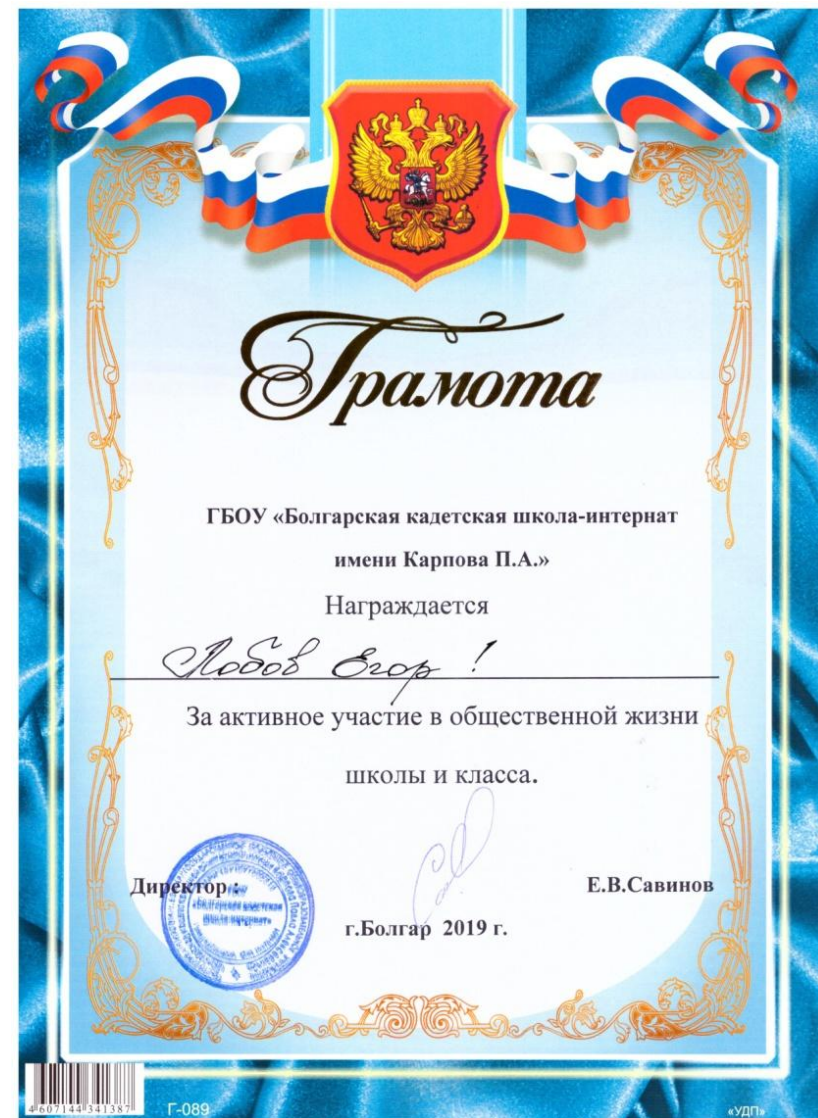 Грамота
ГБОУ «Болгарская кадетская школа-интернат
имени Карпова П.А.»
Награждается
Лобов Егор !
За активное участие в общественной жизни
школы и класса.
Директор : Е.В.Савинов
г.Болгар 2019 г.
4 607144 341387
Г-089
«УДП»